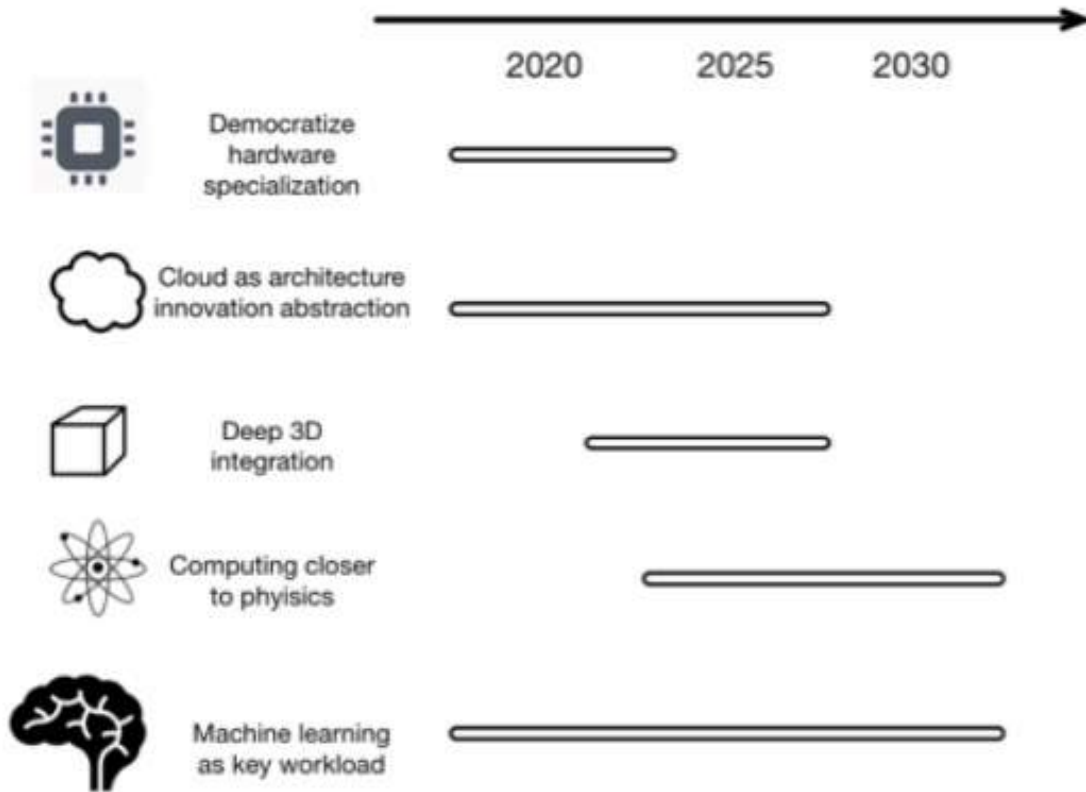 2020 2025 2030
Democratize
hardware
specialization
Cloud as architecture
innovation abstraction
Deep 3D
integration
Computing closer
to phyisics
Machine learning
as key workload